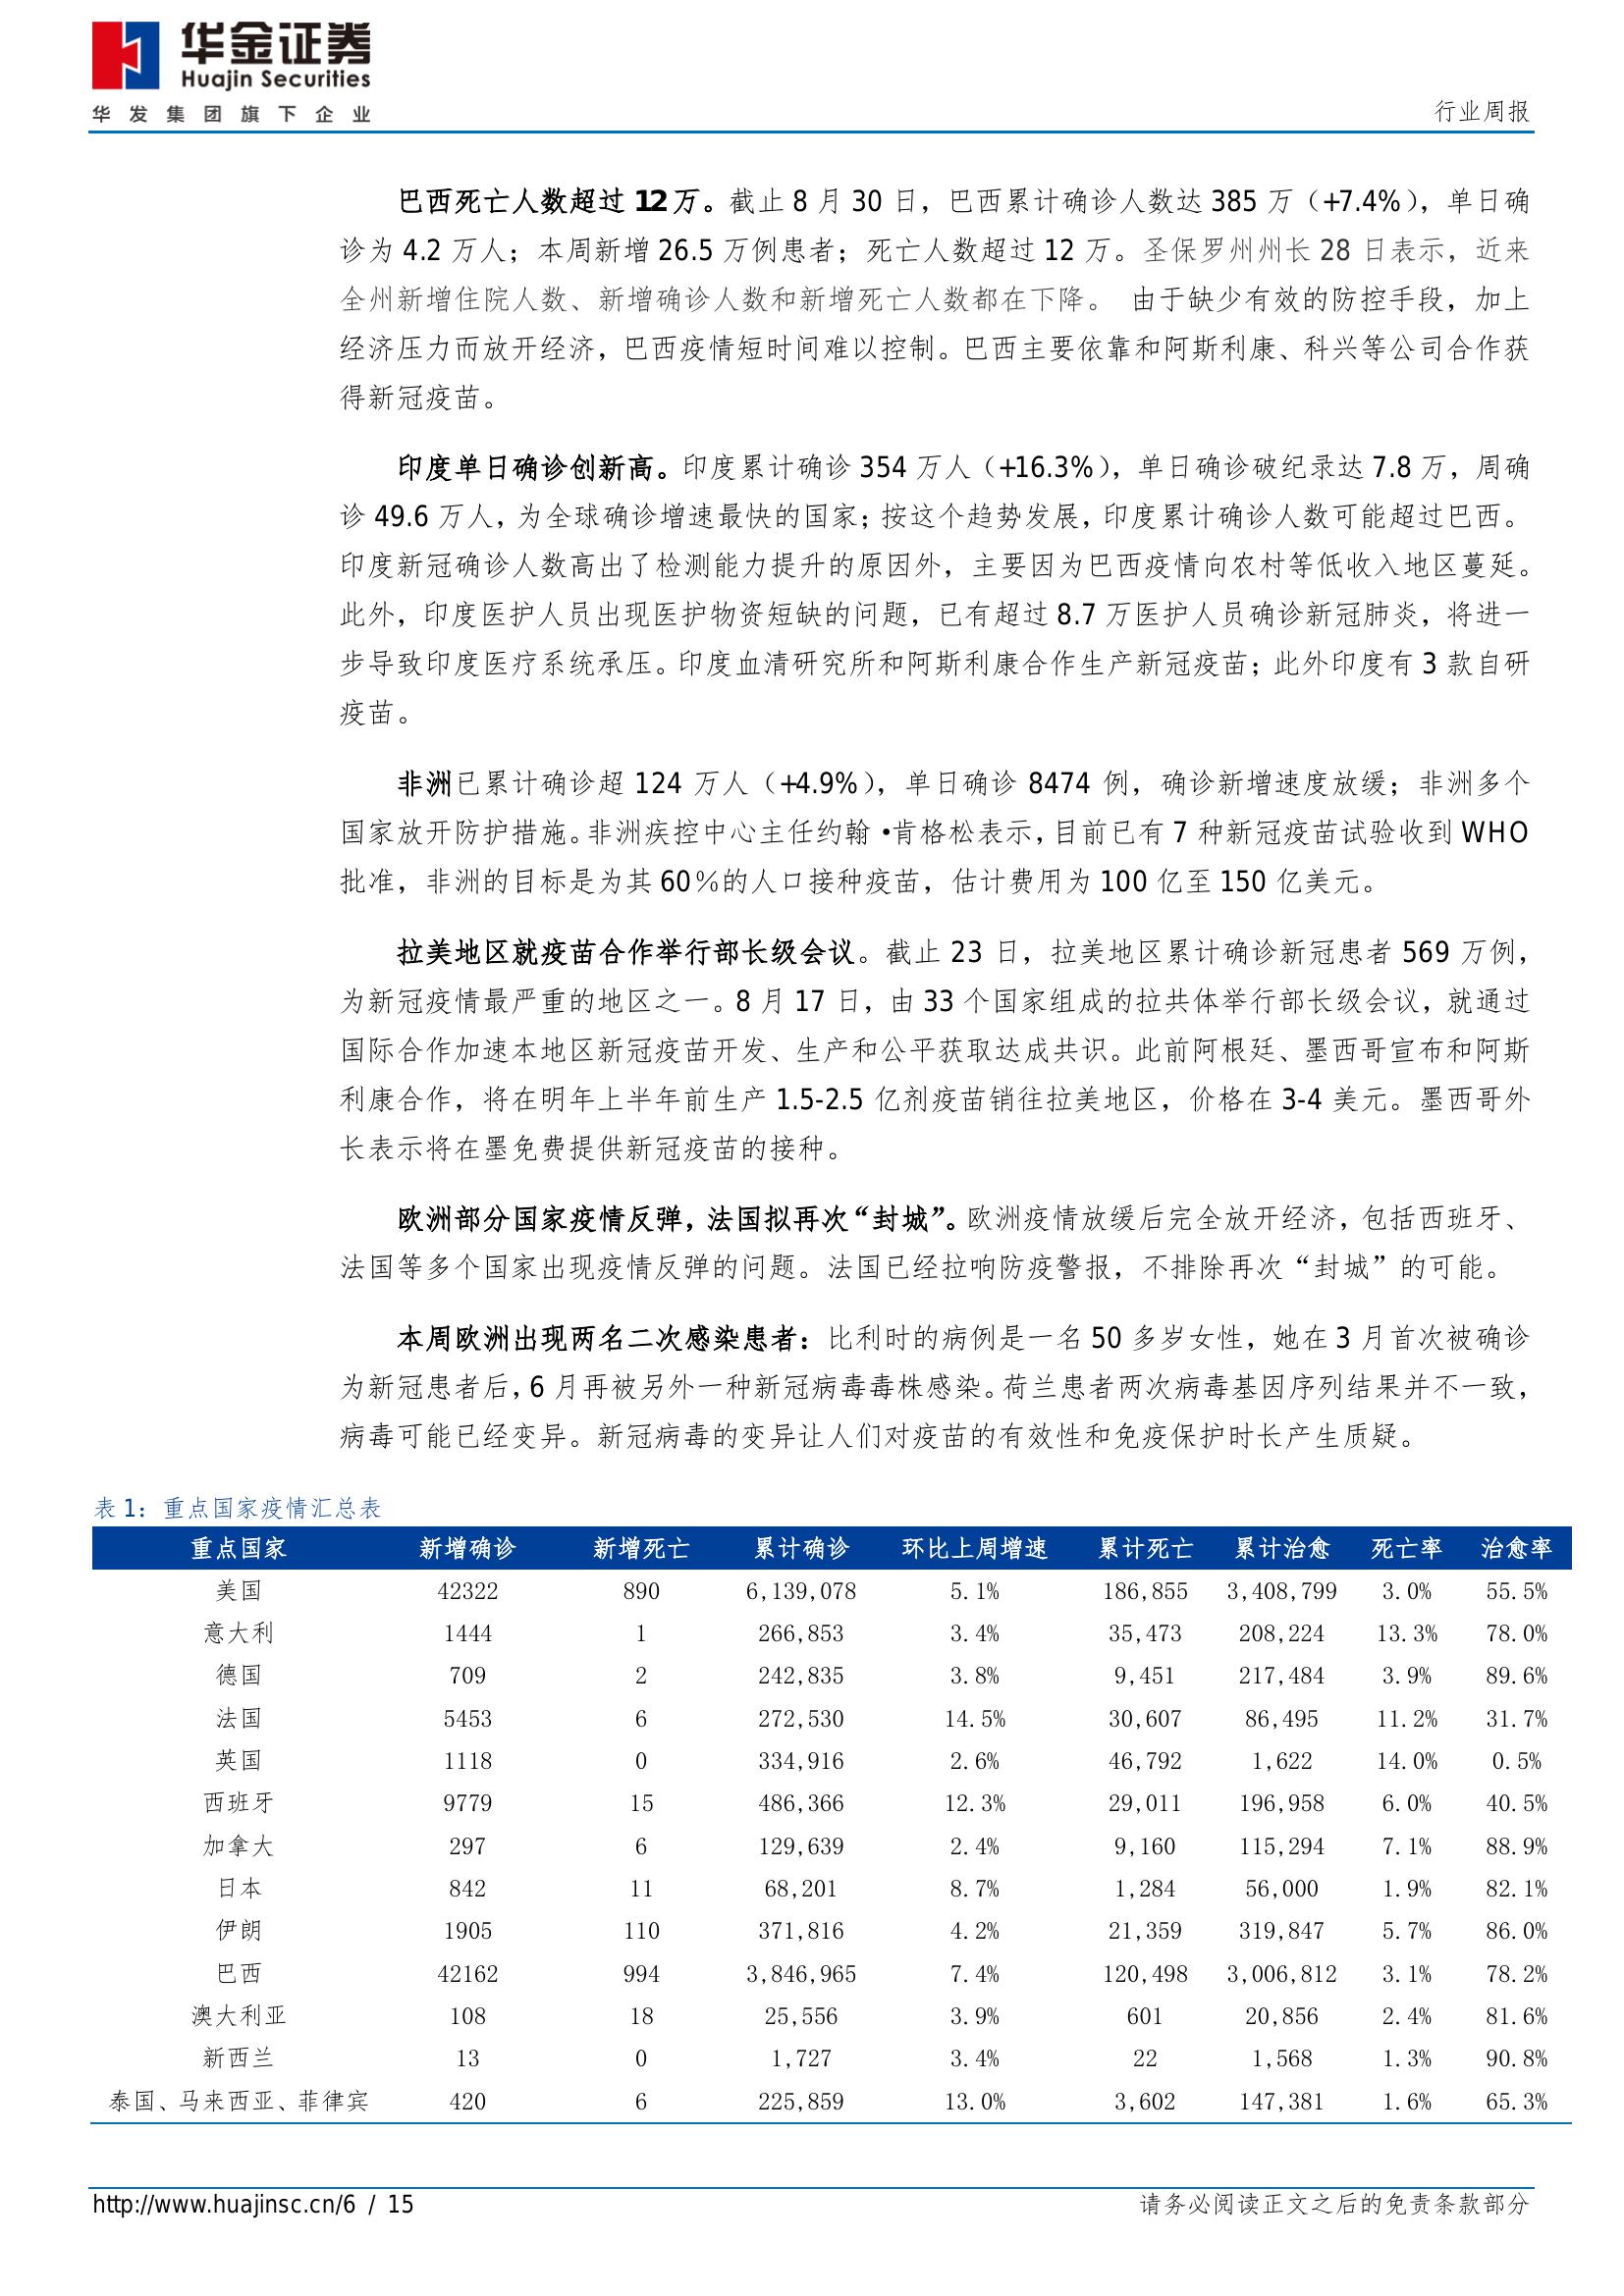 华金证券
Huajin Securities
华发集团旗下企业
行业周报
巴西死亡人数超过 12 万。截止 8 月 30 日，巴西累计确诊人数达 385 万（+7.4%），单日确
诊为 4.2 万人；本周新增 26.5 万例患者；死亡人数超过 12 万。圣保罗州州长 28 日表示，近来
全州新增住院人数、新增确诊人数和新增死亡人数都在下降。 由于缺少有效的防控手段，加上
经济压力而放开经济，巴西疫情短时间难以控制。巴西主要依靠和阿斯利康、科兴等公司合作获
得新冠疫苗。
印度单日确诊创新高。印度累计确诊 354 万人（+16.3%），单日确诊破纪录达 7.8 万，周确
诊 49.6 万人，为全球确诊增速最快的国家；按这个趋势发展，印度累计确诊人数可能超过巴西。
印度新冠确诊人数高出了检测能力提升的原因外，主要因为巴西疫情向农村等低收入地区蔓延。
此外，印度医护人员出现医护物资短缺的问题，已有超过 8.7 万医护人员确诊新冠肺炎，将进一
步导致印度医疗系统承压。印度血清研究所和阿斯利康合作生产新冠疫苗；此外印度有 3 款自研
疫苗。
非洲已累计确诊超 124 万人（+4.9%），单日确诊 8474 例，确诊新增速度放缓；非洲多个
国家放开防护措施。非洲疾控中心主任约翰·肯格松表示，目前已有 7 种新冠疫苗试验收到 WHO
批准，非洲的目标是为其 60％的人口接种疫苗，估计费用为 100 亿至 150 亿美元。
拉美地区就疫苗合作举行部长级会议。截止 23 日，拉美地区累计确诊新冠患者 569 万例，
为新冠疫情最严重的地区之一。8 月 17 日，由 33 个国家组成的拉共体举行部长级会议，就通过
国际合作加速本地区新冠疫苗开发、生产和公平获取达成共识。此前阿根廷、墨西哥宣布和阿斯
利康合作，将在明年上半年前生产 1.5-2.5 亿剂疫苗销往拉美地区，价格在 3-4 美元。墨西哥外
长表示将在墨免费提供新冠疫苗的接种。
欧洲部分国家疫情反弹，法国拟再次“封城”。欧洲疫情放缓后完全放开经济，包括西班牙、
法国等多个国家出现疫情反弹的问题。法国已经拉响防疫警报，不排除再次“封城”的可能。
本周欧洲出现两名二次感染患者：比利时的病例是一名 50 多岁女性，她在 3 月首次被确诊
为新冠患者后，6 月再被另外一种新冠病毒毒株感染。荷兰患者两次病毒基因序列结果并不一致，
病毒可能已经变异。新冠病毒的变异让人们对疫苗的有效性和免疫保护时长产生质疑。
表 1：重点国家疫情汇总表
重点国家 新增确诊 新增死亡 累计确诊 环比上周增速 累计死亡 累计治愈 死亡率 治愈率
美国 42322 890 6,139,078 5.1% 186,855 3,408,799 3.0% 55.5%
意大利 1444 1 266,853 3.4% 35,473 208,224 13.3% 78.0%
德国 709 2 242,835 3.8% 9,451 217,484 3.9% 89.6%
法国 5453 6 272,530 14.5% 30,607 86,495 11.2% 31.7%
英国 1118 0 334,916 2.6% 46,792 1,622 14.0% 0.5%
西班牙 9779 15 486,366 12.3% 29,011 196,958 6.0% 40.5%
加拿大 297 6 129,639 2.4% 9,160 115,294 7.1% 88.9%
日本 842 11 68,201 8.7% 1,284 56,000 1.9% 82.1%
伊朗 1905 110 371,816 4.2% 21,359 319,847 5.7% 86.0%
巴西 42162 994 3,846,965 7.4% 120,498 3,006,812 3.1% 78.2%
澳大利亚 108 18 25,556 3.9% 601 20,856 2.4% 81.6%
新西兰 13 0 1,727 3.4% 22 1,568 1.3% 90.8%
泰国、马来西亚、菲律宾 420 6 225,859 13.0% 3,602 147,381 1.6% 65.3%
http://www.huajinsc.cn/6 / 15 请务必阅读正文之后的免责条款部分